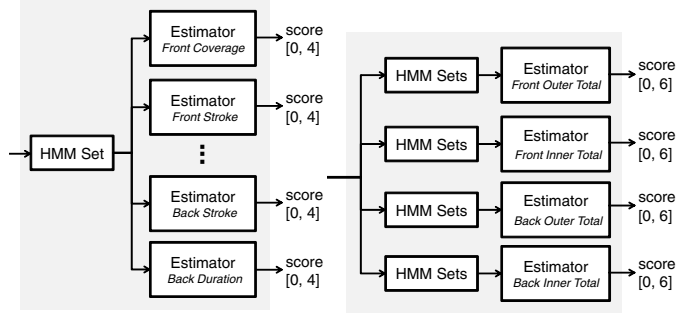 HMM Set
Estimator
Front Coverage
score
[0, 4]
Estimator
Front Stroke
score
[0, 4]
Estimator
Back Stroke
score
[0, 4]
Estimator
Back Duration
score
[0, 4]
HMM Sets
Estimator
Front Outer Total
score
[0, 6]
HMM Sets
Estimator
Front Inner Total
score
[0, 6]
HMM Sets
Estimator
Back Outer Total
score
[0, 6]
HMM Sets
Estimator
Back Inner Total
score
[0, 6]